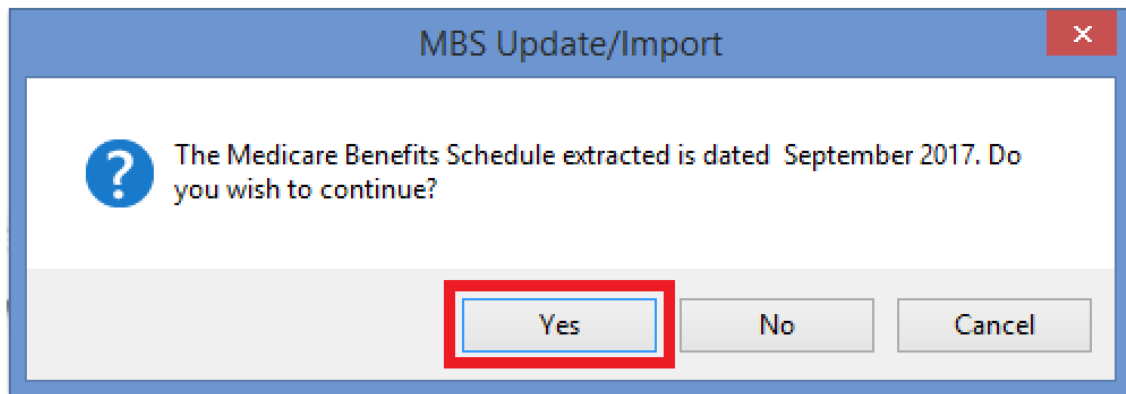 MBS Update/Import
The Medicare Benefits Schedule extracted is dated  September 2017. Do
you wish to continue?
Yes
No
Cancel